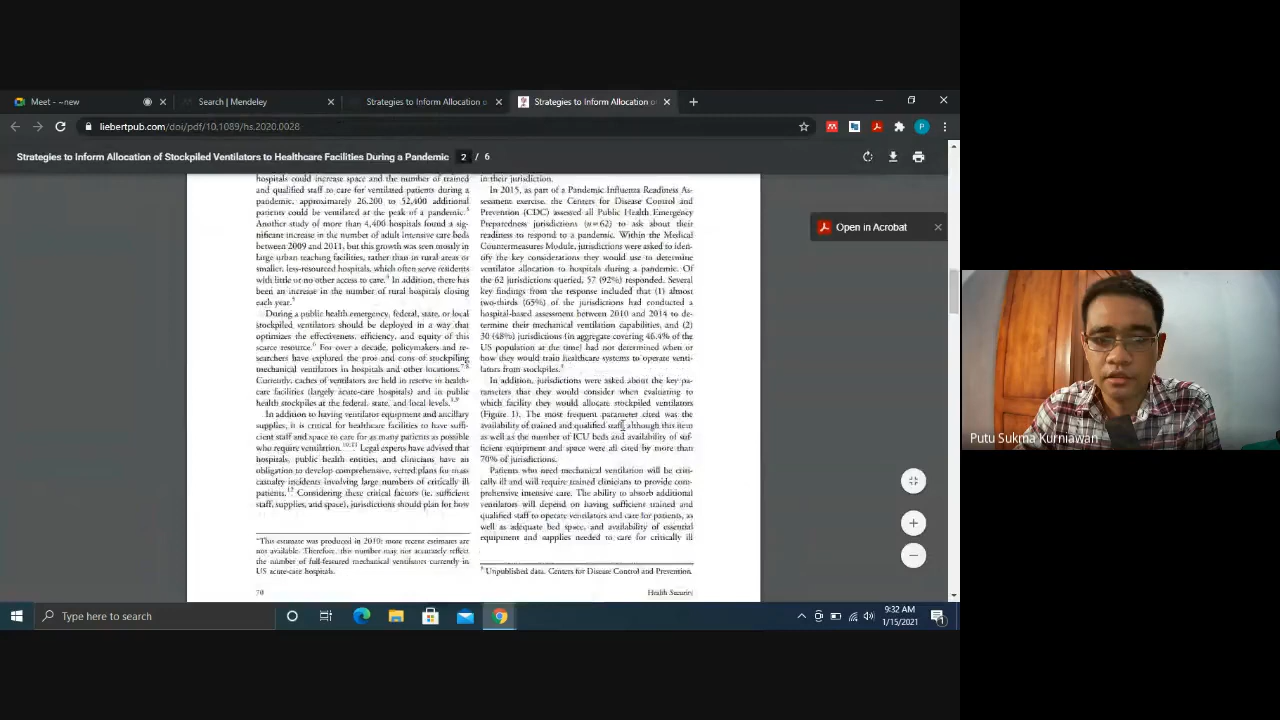 Meet - ~new
Search | Mendeley
Strategies to Inform Allocation o
Strategies to Inform Allocation o
liebertpub.com/doi/pdf/10.1089/hs.2020.0028
Strategies to Inform Allocation of Stockpiled Ventilators to Healthcare Facilities During a Pandemic
2 / 6
Open in Acrobat
hospitals could increase space and the number of trained
and qualified staff to care for ventilated patients during a
pandemic, approximately 26,200 to 52,400 additional
patients could be ventilated at the peak of a pandemic.
Another study of more than 4,400 hospitals found a sig-
nificant increase in the number of adult intensive care beds
between 2009 and 2011, but this growth was seen mostly in
large urban teaching facilities, rather than in rural areas or
smaller, less-resourced hospitals, which often serve residents
with little or no other access to care. In addition, there has
been an increase in the number of rural hospitals closing
each year.
During a public health emergency, federal, state, or local
stockpiled ventilators should be deployed in a way that
optimizes the effectiveness, efficiency, and equity of this
scarce resource. For over a decade, policymakers and re-
searchers have explored the pros and cons of stockpiling
mechanical ventilators in hospitals and other locations.
Currently, caches of ventilators are held in reserve in health-
care facilities (largely acute-care hospitals) and in public
health stockpiles at the federal, state, and local levels.
In addition to having ventilator equipment and ancillary
supplies, it is critical for healthcare facilities to have suffi-
cient staff and space to care for as many patients as possible
who require ventilation. Legal experts have advised that
hospitals, public health entities, and clinicians have an
obligation to develop comprehensive, vetted plans for mass
casualty incidents involving large numbers of critically ill
patients. Considering these critical factors (ie, sufficient
staff, supplies, and space), jurisdictions should plan for how
This estimate was produced in 2010; more recent estimates are
not available. Therefore, this number may not accurately reflect
the number of full-featured mechanical ventilators currently in
US acute-care hospitals.
70
in their jurisdiction.
In 2015, as part of a Pandemic Influenza Readiness As-
sessment exercise, the Centers for Disease Control and
Prevention (CDC) assessed all Public Health Emergency
Preparedness jurisdictions (n=62) to ask about their
readiness to respond to a pandemic. Within the Medical
Countermeasures Module, jurisdictions were asked to iden-
tify the key considerations they would use to determine
ventilator allocation to hospitals during a pandemic. Of
the 62 jurisdictions queried, 57 (92%) responded. Several
key findings from the response included that (1) almost
two-thirds (65%) of the jurisdictions had conducted a
hospital-based assessment between 2010 and 2014 to de-
termine their mechanical ventilation capabilities, and (2)
30 (48%) jurisdictions (in aggregate covering 46.4% of the
US population at the time) had not determined when or
how they would train healthcare systems to operate venti-
lators from stockpiles.
In addition, jurisdictions were asked about the key pa-
rameters that they would consider when evaluating to
which facility they would allocate stockpiled ventilators
(Figure 1). The most frequent parameter cited was the
availability of trained and qualified staff, although this item
as well as the number of ICU beds and availability of suf-
ficient equipment and space were all cited by more than
70% of jurisdictions.
Patients who need mechanical ventilation will be criti-
cally ill and will require trained clinicians to provide com-
prehensive intensive care. The ability to absorb additional
ventilators will depend on having sufficient trained and
qualified staff to operate ventilators and care for patients, as
well as adequate bed space, and availability of essential
equipment and supplies needed to care for critically ill
Unpublished data. Centers for Disease Control and Prevention.
Health Security
Putu Sukma Kurniawan
Type here to search
9:32 AM
1/15/2021